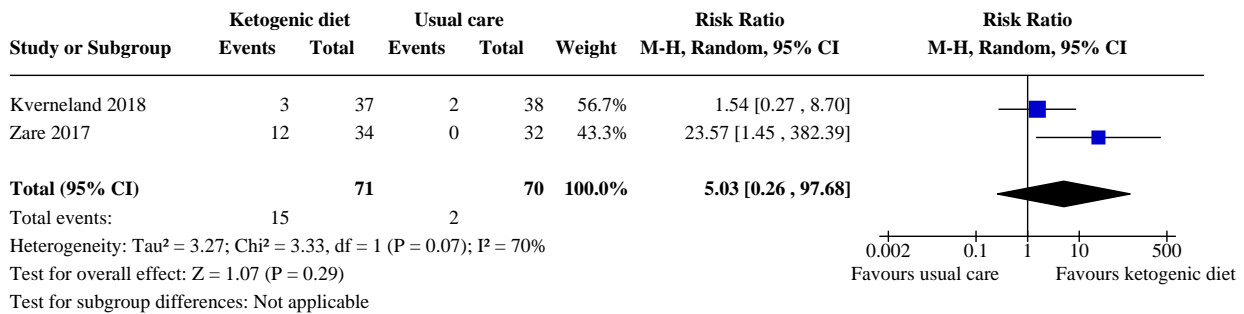 Ketogenic diet Usual care Risk Ratio Risk Ratio
Study or Subgroup Events Total Events Total Weight M-H, Random, 95% CI M-H, Random, 95% CI
Kverneland 2018 3 37 2 38 56.7% 1.54 [0.27 , 8.70]
Zare 2017 12 34 0 32 43.3% 23.57 [1.45 , 382.39]
Total (95% CI) 71 70 100.0% 5.03 [0.26 , 97.68]
Total events: 15 2
Heterogeneity: Tau² = 3.27; Chi² = 3.33, df = 1 (P = 0.07); I² = 70%
0.002 0.1 1 10 500
Test for overall effect: Z = 1.07 (P = 0.29)
Favours usual care Favours ketogenic diet
Test for subgroup differences: Not applicable